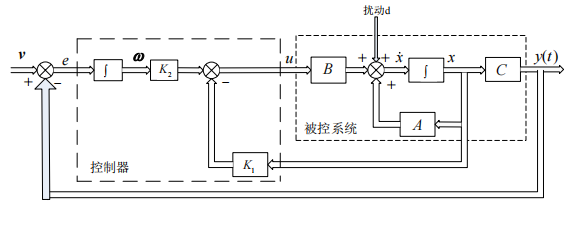 扰动d
v
e
∫
ω
K₂
u
B
ẋ
∫
x
C
y(t)
+
−
−
+
+
+
A
被控系统
控制器
K₁